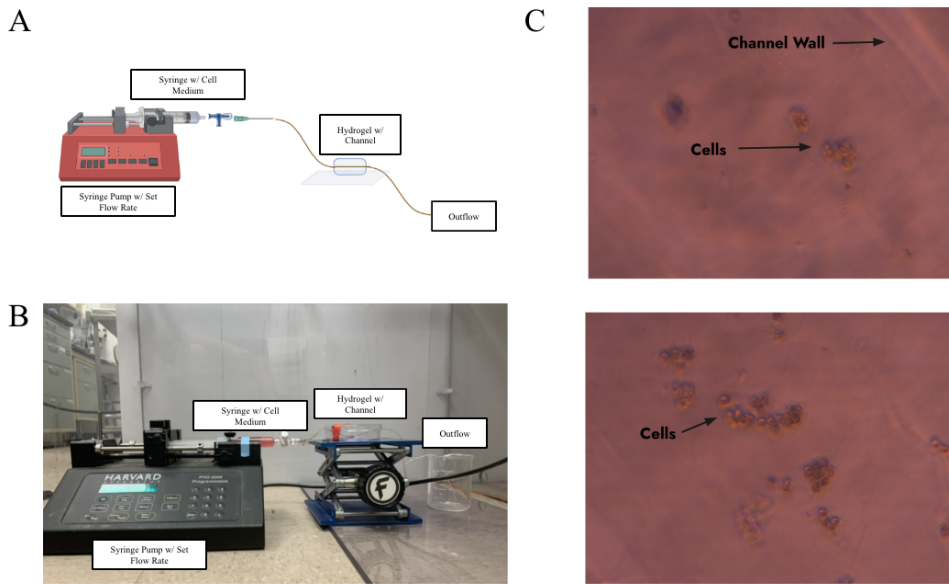 A
Syringe w/ Cell
Medium
Hydrogel w/
Channel
Syringe Pump w/ Set
Flow Rate
Outflow
B
Hydrogel w/
Channel
Syringe w/ Cell
Medium
Outflow
HARVARD
Syringe Pump w/ Set
Flow Rate
F
C
Channel Wall
Cells
Cells